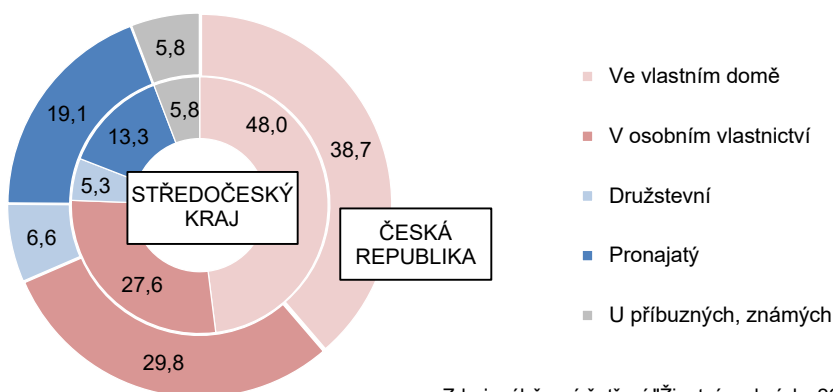 5,8
5,8
19,1
13,3
48,0
38,7
5,3
6,6
27,6
29,8
STŘEDOČESKÝ
KRAJ
ČESKÁ
REPUBLIKA
Ve vlastním domě
V osobním vlastnictví
Družstevní
Pronajatý
U příbuzných, známých